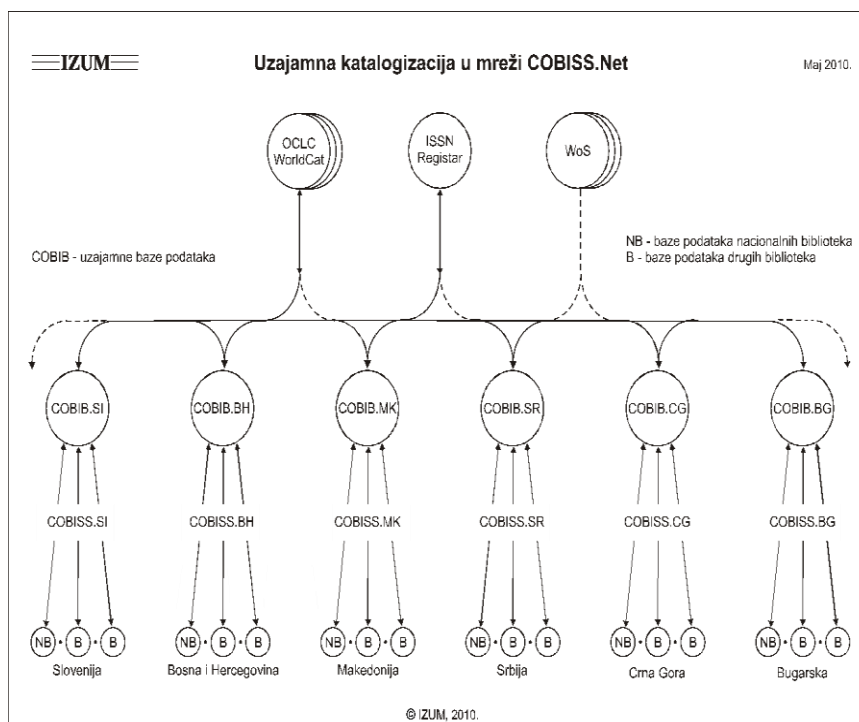 IZUM
Uzajamna katalogizacija u mreži COBISS.Net
Maj 2010.
OCLC
WorldCat
ISSN
Registar
WoS
COBIB - uzajamne baze podataka
NB - baze podataka nacionalnih biblioteka
B - baze podataka drugih biblioteka
COBIB.SI
COBIB.BH
COBIB.MK
COBIB.SR
COBIB.CG
COBIB.BG
COBISS.SI
COBISS.BH
COBISS.MK
COBISS.SR
COBISS.CG
COBISS.BG
NB • B • B
NB • B • B
NB • B • B
NB • B • B
NB • B • B
NB • B • B
Slovenija
Bosna i Hercegovina
Makedonija
Srbija
Crna Gora
Bugarska
© IZUM, 2010.